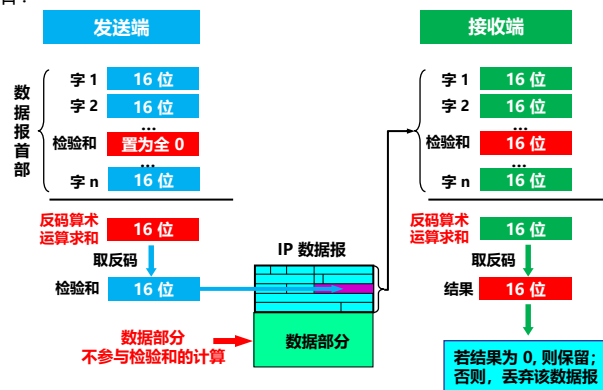 发送端
字 1 16 位
字 2 16 位
...
检验和 置为全 0
...
字 n 16 位
数据报首部
反码算术
运算求和
16 位
取反码
检验和 16 位
数据部分
不参与检验和的计算
IP 数据报
数据部分
接收端
字 1 16 位
字 2 16 位
...
检验和 16 位
...
字 n 16 位
反码算术
运算求和
16 位
取反码
结果 16 位
若结果为 0, 则保留;
否则，丢弃该数据报